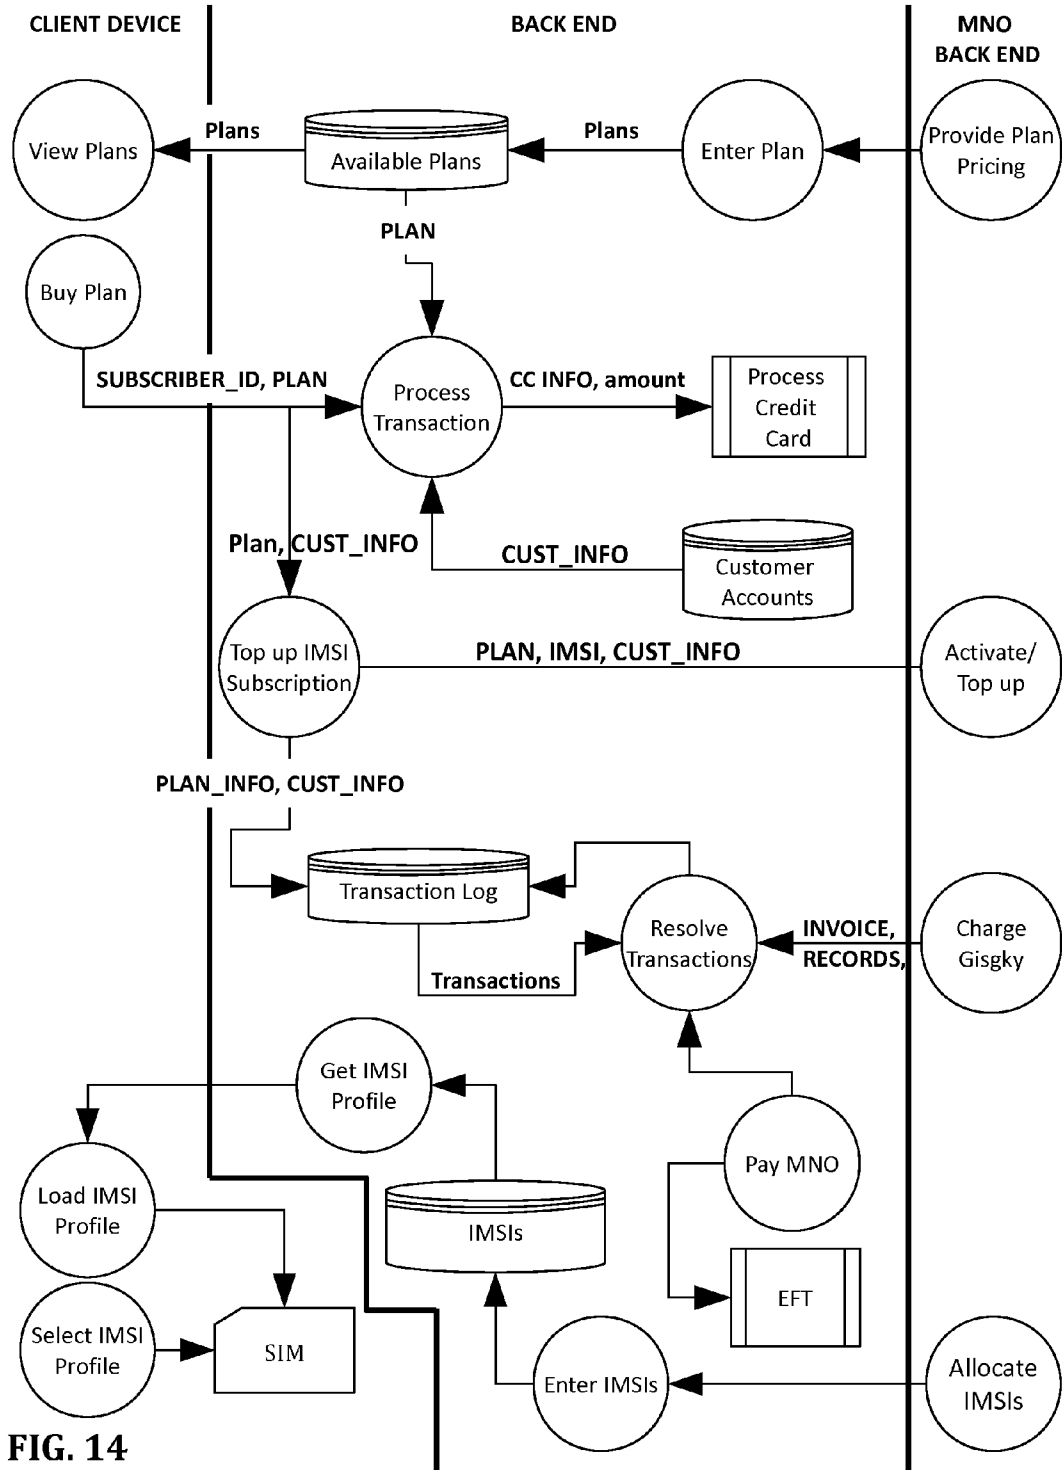 CLIENT DEVICE
BACK END
MNO
BACK END
View Plans
Plans
Available Plans
Plans
Enter Plan
Provide Plan
Pricing
PLAN
Buy Plan
SUBSCRIBER_ID, PLAN
Process
Transaction
CC INFO, amount
Process
Credit
Card
Plan, CUST_INFO
CUST_INFO
Customer
Accounts
Top up IMSI
Subscription
PLAN, IMSI, CUST_INFO
Activate/
Top up
PLAN_INFO, CUST_INFO
Transaction Log
Transactions
Resolve
Transactions
INVOICE,
RECORDS,
Charge
Gisgky
Get IMSI
Profile
Pay MNO
Load IMSI
Profile
IMSIs
EFT
Select IMSI
Profile
SIM
Enter IMSIs
Allocate
IMSIs
FIG. 14